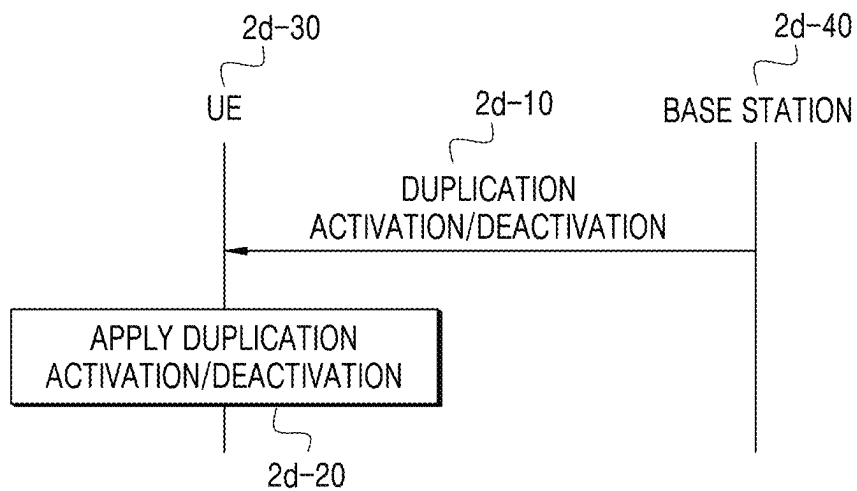 2d-30
2d-40
UE
2d-10
BASE STATION
DUPLICATION
ACTIVATION/DEACTIVATION
APPLY DUPLICATION
ACTIVATION/DEACTIVATION
2d-20